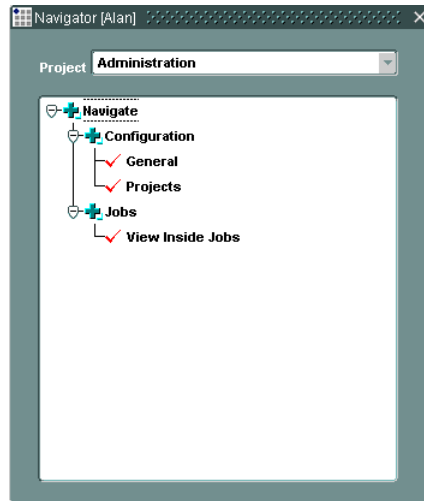 Navigator [Alan]
Project Administration
Navigate
Configuration
General
Projects
Jobs
View Inside Jobs